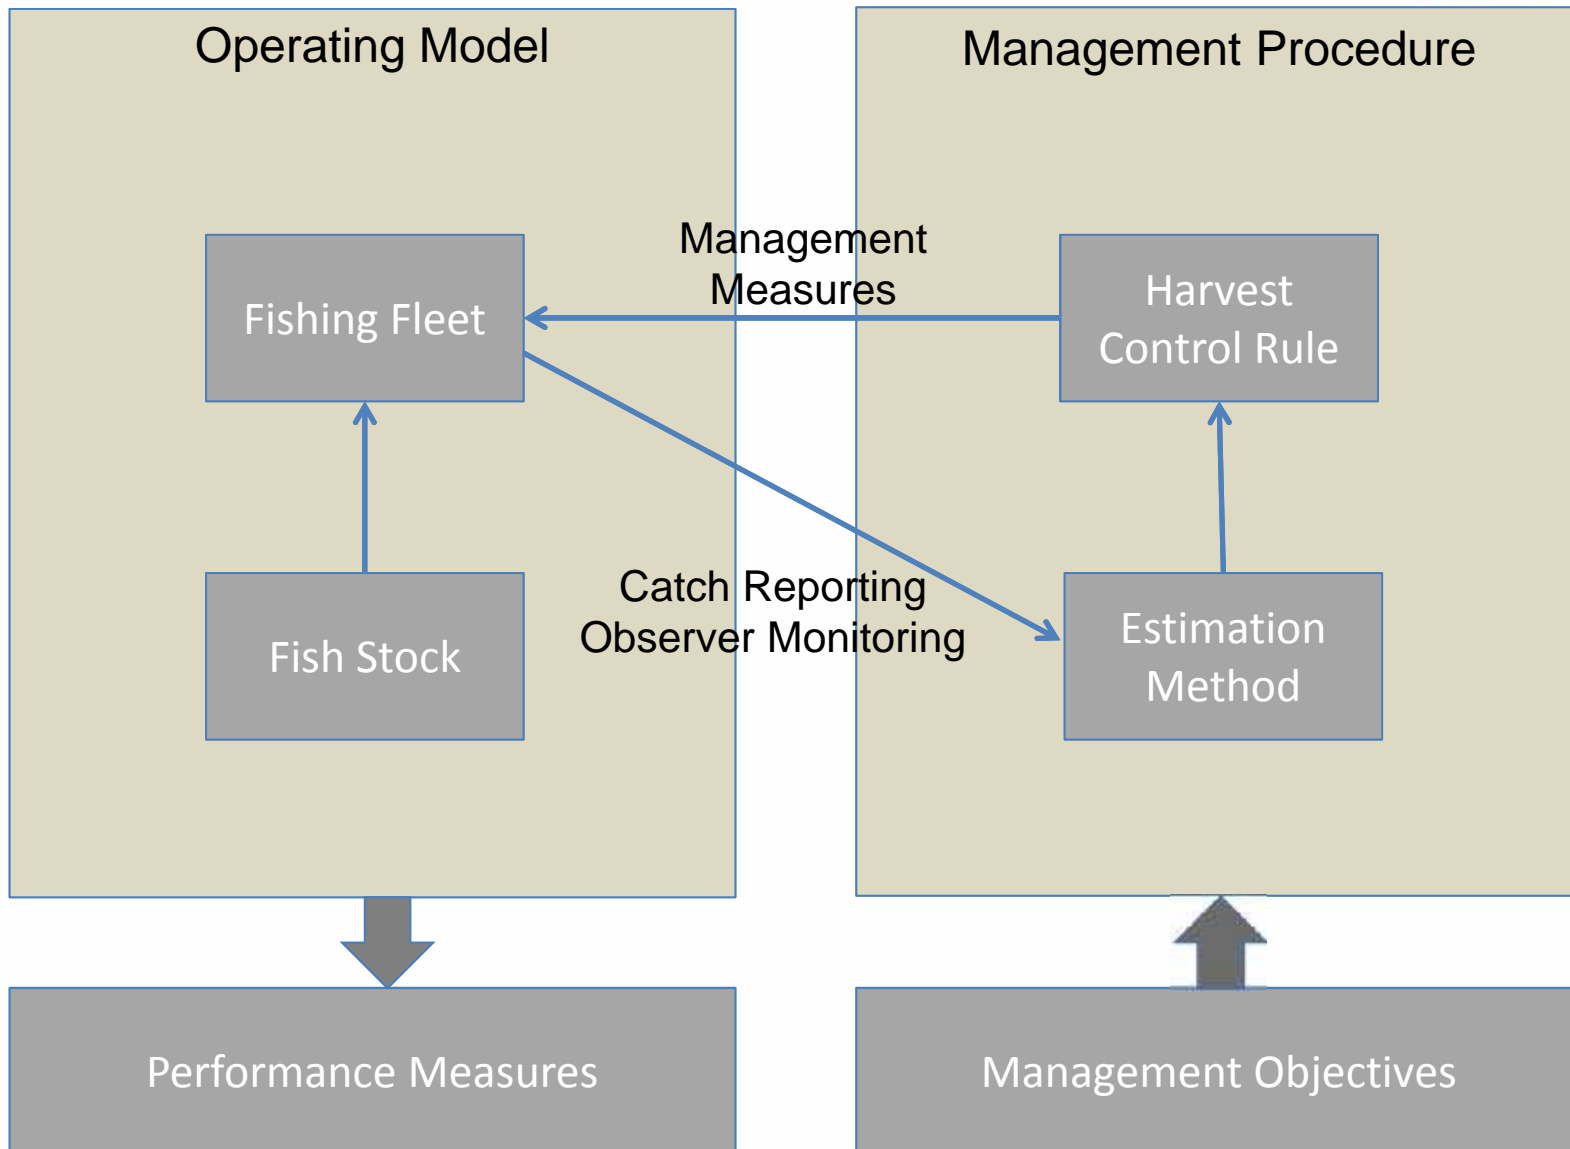 Operating Model
Management Procedure
Management
Measures
Fishing Fleet
Harvest
Control Rule
Catch Reporting
Observer Monitoring
Fish Stock
Estimation
Method
Performance Measures
Management Objectives